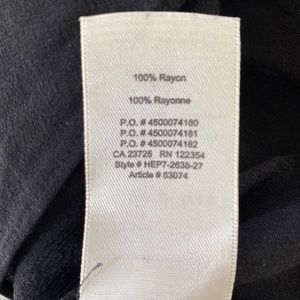 100% Rayon
100% Rayonne
P.O. # 4500074180
P.O. # 4500074181
P.O. # 4500074182
CA 23725 RN 122354
Style # HEP7-2638-27
Article # 63074